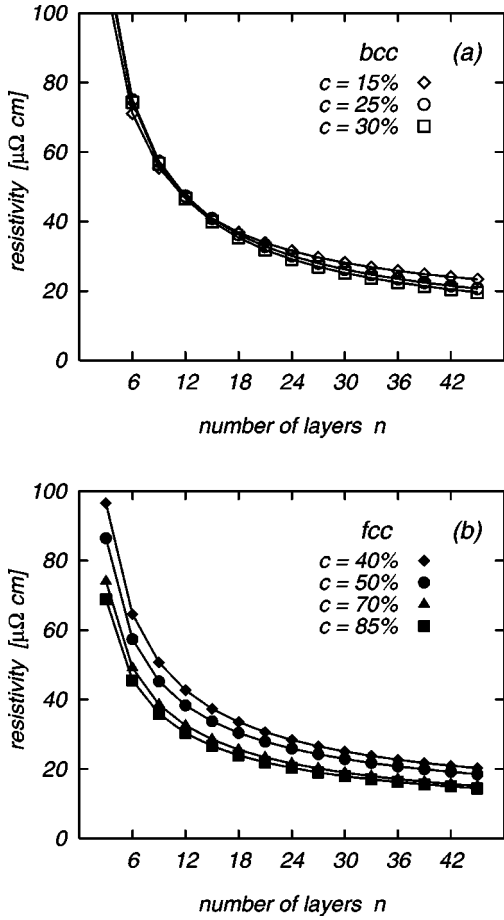 100
80
60
40
20
0
resistivity [μΩ cm]
bcc (a)
c = 15%
c = 25%
c = 30%
6 12 18 24 30 36 42
number of layers n
100
80
60
40
20
0
resistivity [μΩ cm]
fcc (b)
c = 40%
c = 50%
c = 70%
c = 85%
6 12 18 24 30 36 42
number of layers n